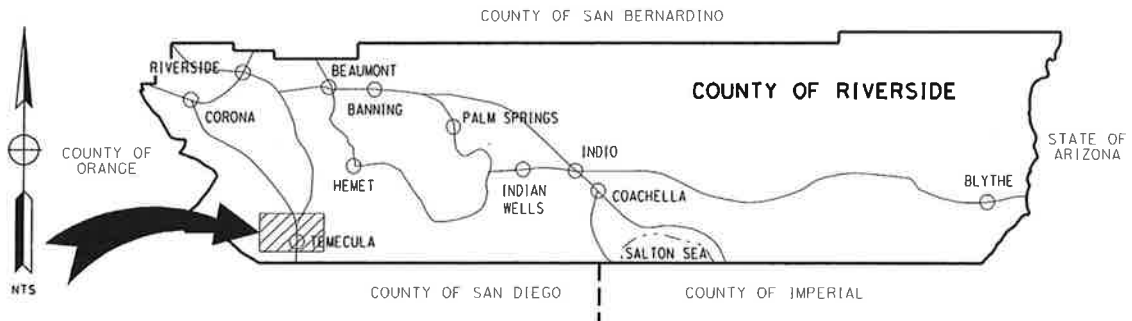 COUNTY OF SAN BERNARDINO
RIVERSIDE
BEAUMONT
CORONA
BANNING
PALM SPRINGS
COUNTY OF RIVERSIDE
COUNTY OF
ORANGE
STATE OF
ARIZONA
HEMET
INDIAN
WELLS
INDIO
COACHELLA
BLYTHE
TEMECULA
SALTON SEA
NTS
COUNTY OF SAN DIEGO
COUNTY OF IMPERIAL